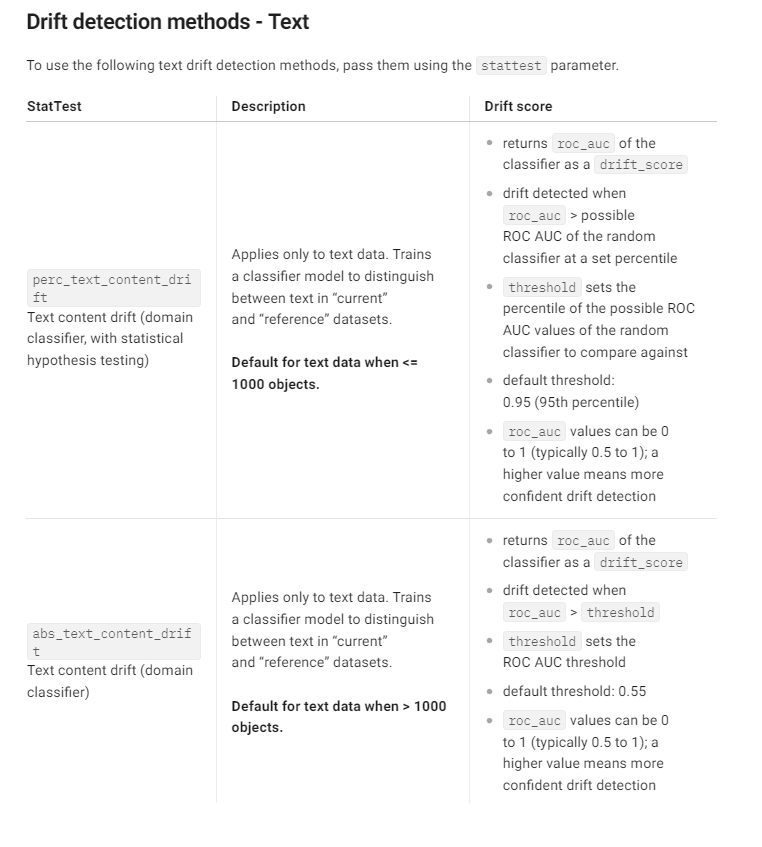 Drift detection methods - Text
To use the following text drift detection methods, pass them using the stattest parameter.
StatTest Description Drift score
perc_text_content_dri
ft
Text content drift (domain
classifier, with statistical
hypothesis testing)
Applies only to text data. Trains
a classifier model to distinguish
between text in “current”
and “reference” datasets.
Default for text data when <=
1000 objects.
• returns roc_auc of the
classifier as a drift_score
• drift detected when
roc_auc > possible
ROC AUC of the random
classifier at a set percentile
• threshold sets the
percentile of the possible ROC
AUC values of the random
classifier to compare against
• default threshold:
0.95 (95th percentile)
• roc_auc values can be 0
to 1 (typically 0.5 to 1); a
higher value means more
confident drift detection
abs_text_content_drif
t
Text content drift (domain
classifier)
Applies only to text data. Trains
a classifier model to distinguish
between text in “current”
and “reference” datasets.
Default for text data when > 1000
objects.
• returns roc_auc of the
classifier as a drift_score
• drift detected when
roc_auc > threshold
• threshold sets the
ROC AUC threshold
• default threshold: 0.55
• roc_auc values can be 0
to 1 (typically 0.5 to 1); a
higher value means more
confident drift detection